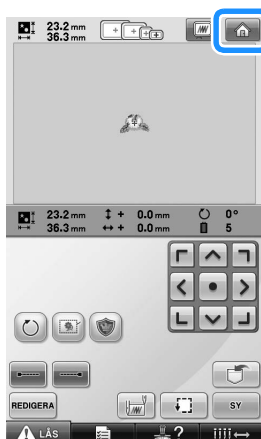 23.2 mm
36.3 mm
23.2 mm ↕ + 0.0 mm 0°
36.3 mm ↔ + 0.0 mm 5
REDIGERA SY
LÅS ?